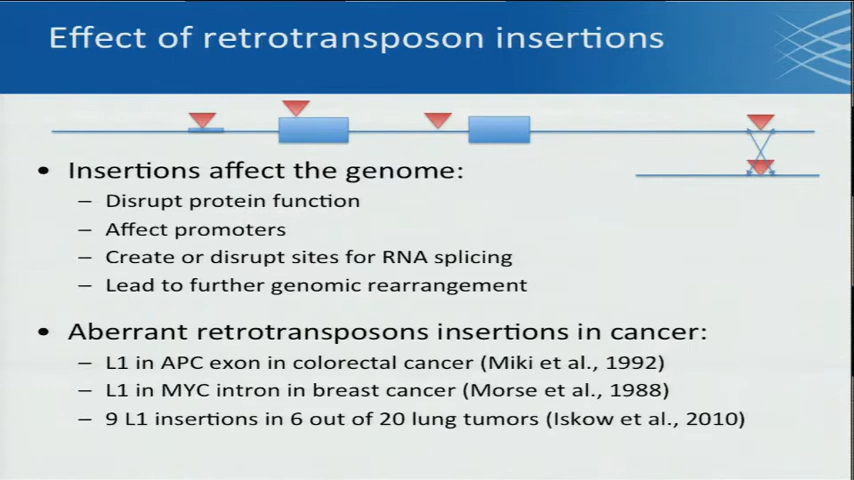 Effect of retrotransposon insertions
• Insertions affect the genome:
– Disrupt protein function
– Affect promoters
– Create or disrupt sites for RNA splicing
– Lead to further genomic rearrangement
• Aberrant retrotransposons insertions in cancer:
– L1 in APC exon in colorectal cancer (Miki et al., 1992)
– L1 in MYC intron in breast cancer (Morse et al., 1988)
– 9 L1 insertions in 6 out of 20 lung tumors (Iskow et al., 2010)